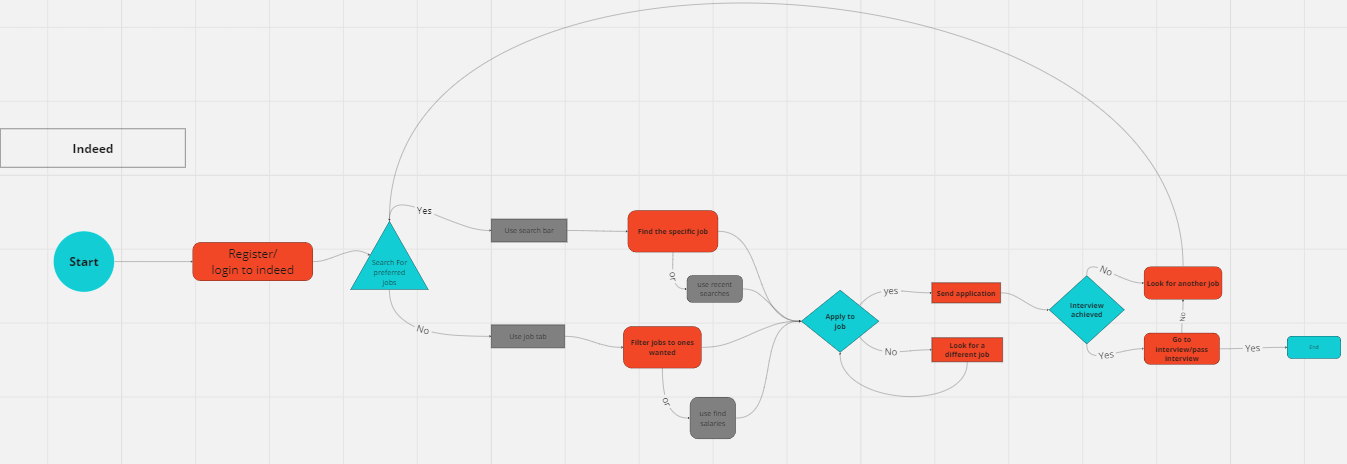 Indeed
Start
Register/
login to indeed
Search For
preferred
jobs
Yes
No
Use search bar
Use job tab
Find the specific job
or
use recent
searches
Filter jobs to ones
wanted
or
use find
salaries
Apply to
job
yes
No
Send application
Look for a
different job
Interview
achieved
No
Yes
Look for another job
No
Go to
interview/pass
interview
Yes
End